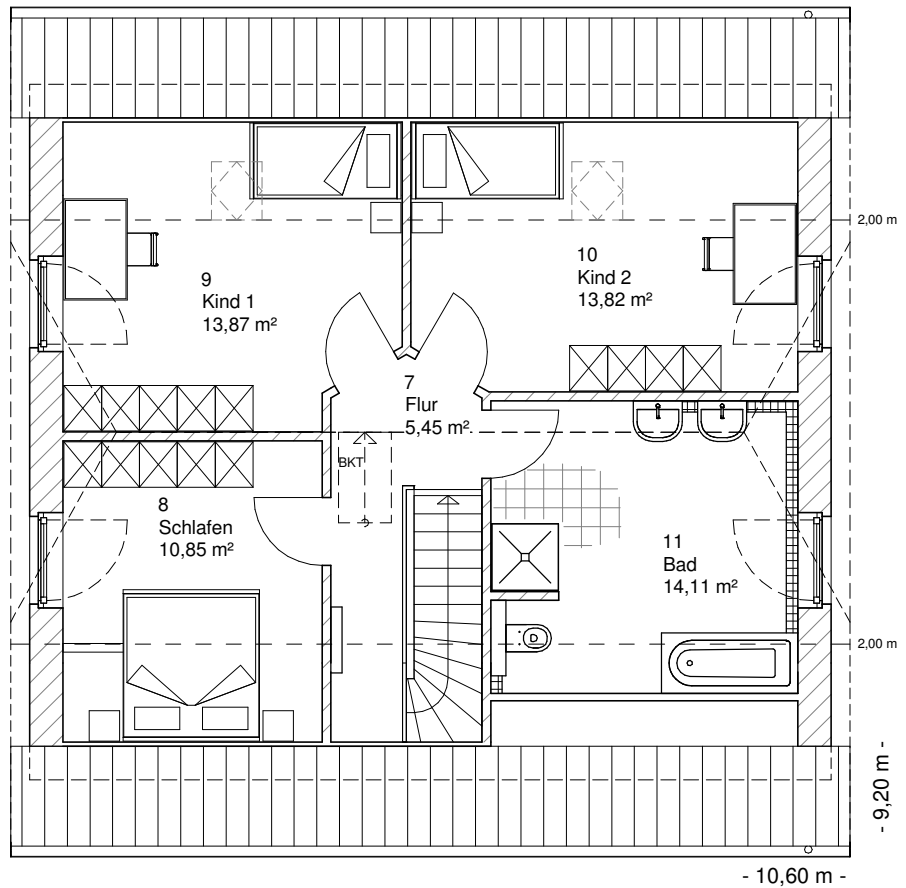 2,00 m
10
Kind 2
13,82 m²
9
Kind 1
13,87 m²
7
Flur
5,45 m²
BKT
8
Schlafen
10,85 m²
11
Bad
14,11 m²
2,00 m
- 9,20 m -
- 10,60 m -